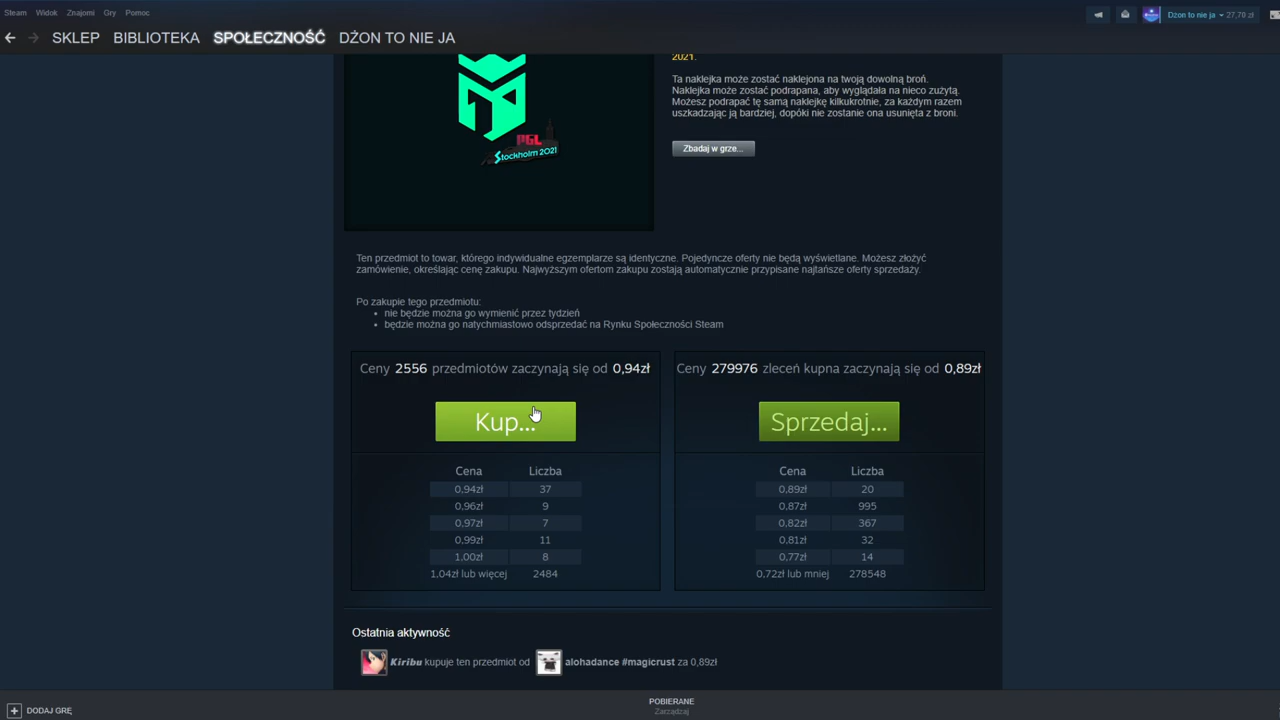 Steam Widok Znajomi Gry Pomoc
Dżon to nie ja 27,78 zł
SKLEP BIBLIOTEKA SPOŁECZNOŚĆ DŻON TO NIE JA
2021.
Ta naklejka może zostać naklejona na twoją dowolną broń.
Naklejka może zostać podrapana, aby wyglądała na nieco zużytą.
Możesz podrapać tę samą naklejkę kilkukrotnie, za każdym razem
uszkadzając ją bardziej, dopóki nie zostanie ona usunięta z broni.
PGL
Stockholm 2021
Zbadaj w grze...
Ten przedmiot to towar, którego indywidualne egzemplarze są identyczne. Pojedyncze oferty nie będą wyświetlane. Możesz złożyć
zamówienie, określając cenę zakupu. Najwyższym ofertom zakupu zostają automatycznie przypisane najtańsze oferty sprzedaży.
Po zakupie tego przedmiotu:
• nie będzie można go wymienić przez tydzień
• będzie można go natychmiastowo odsprzedać na Rynku Społeczności Steam
Ceny 2556 przedmiotów zaczynają się od 0,94zł
Kup...
Cena Liczba
0,94zł 37
0,96zł 9
0,97zł 7
0,99zł 11
1,00zł 8
1,04zł lub więcej 2484
Ceny 279976 zleceń kupna zaczynają się od 0,89zł
Sprzedaj...
Cena Liczba
0,89zł 20
0,87zł 995
0,82zł 367
0,81zł 32
0,77zł 14
0,72zł lub mniej 278548
Ostatnia aktywność
Kiribu kupuje ten przedmiot od alohadance #magicrust za 0,89zł
POBIERANE
Zarządzaj
+ DODAJ GRĘ